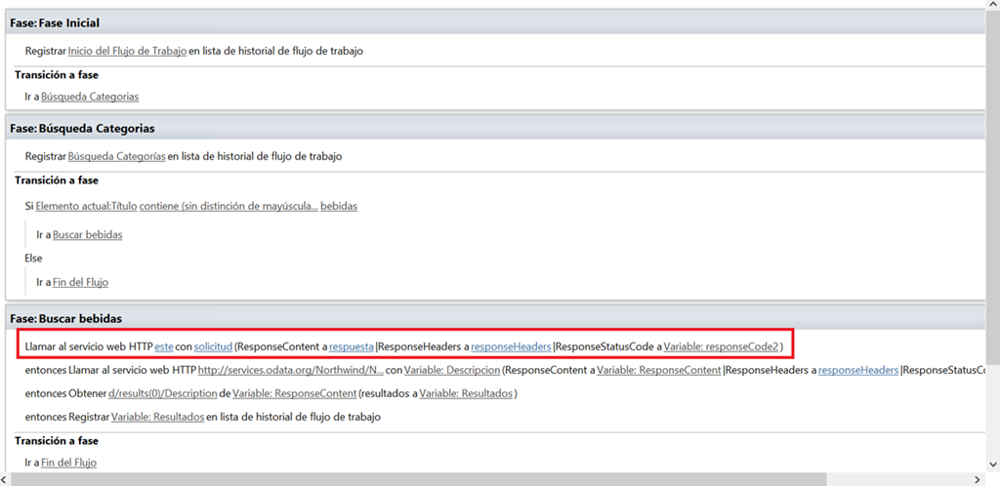 Fase: Fase Inicial
Registrar Inicio del Flujo de Trabajo en lista de historial de flujo de trabajo
Transición a fase
Ir a Búsqueda Categorias
Fase: Búsqueda Categorias
Registrar Búsqueda Categorías en lista de historial de flujo de trabajo
Transición a fase
Si Elemento actual:Título contiene (sin distinción de mayúscula... bebidas
Ir a Buscar bebidas
Else
Ir a Fin del Flujo
Fase: Buscar bebidas
Llamar al servicio web HTTP este con solicitud (ResponseContent a respuesta |ResponseHeaders a responseHeaders |ResponseStatusCode a Variable: responseCode2 )
entonces Llamar al servicio web HTTP http://services.odata.org/Northwind/N... con Variable: Descripcion (ResponseContent a Variable: ResponseContent |ResponseHeaders a responseHeaders |ResponseStatusCo
entonces Obtener d/results(0)/Description de Variable: ResponseContent (resultados a Variable: Resultados )
entonces Registrar Variable: Resultados en lista de historial de flujo de trabajo
Transición a fase
Ir a Fin del Flujo